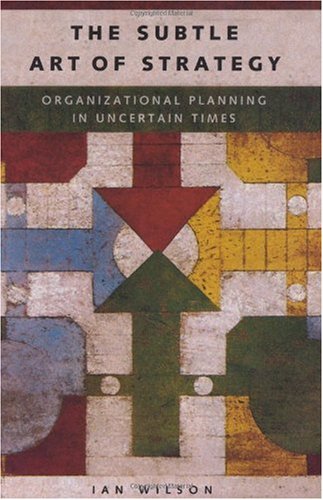 THE SUBTLE
ART OF STRATEGY
ORGANIZATIONAL PLANNING
IN UNCERTAIN TIMES
IAN WILSON